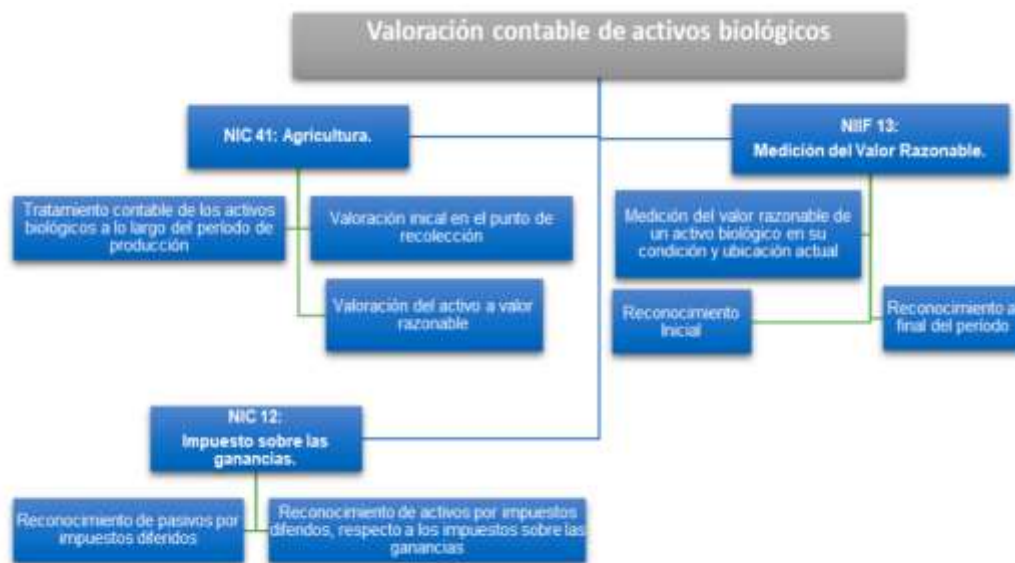 Valoración contable de activos biológicos
NIC 41: Agricultura.
NIIF 13:
Medición del Valor Razonable.
Tratamiento contable de los activos
biológicos a lo largo del período de
producción
Valoración inical en el punto de
recolección
Valoración del activo a valor
razonable
Medición del valor razonable de
un activo biológico en su
condición y ubicación actual
Reconocimiento
Inicial
Reconocimiento a
final del período
NIC 12:
Impuesto sobre las
ganancias.
Reconocimiento de pasivos por
impuestos diferidos
Reconocimiento de activos por impuestos
diferidos, respecto a los impuestos sobre las
ganancias